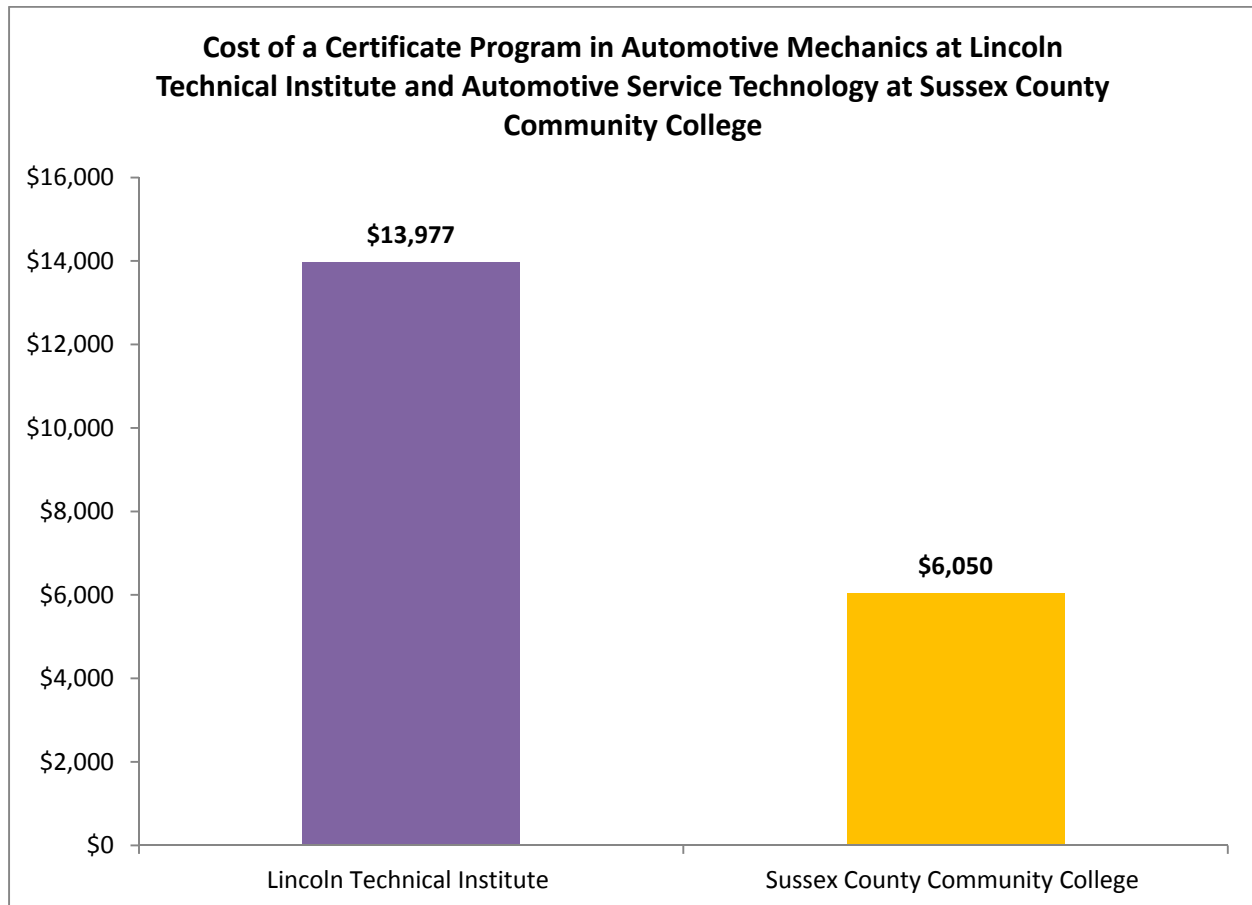 Cost of a Certificate Program in Automotive Mechanics at Lincoln
Technical Institute and Automotive Service Technology at Sussex County
Community College
$16,000
$14,000
$12,000
$10,000
$8,000
$6,000
$4,000
$2,000
$0
$13,977
$6,050
Lincoln Technical Institute
Sussex County Community College